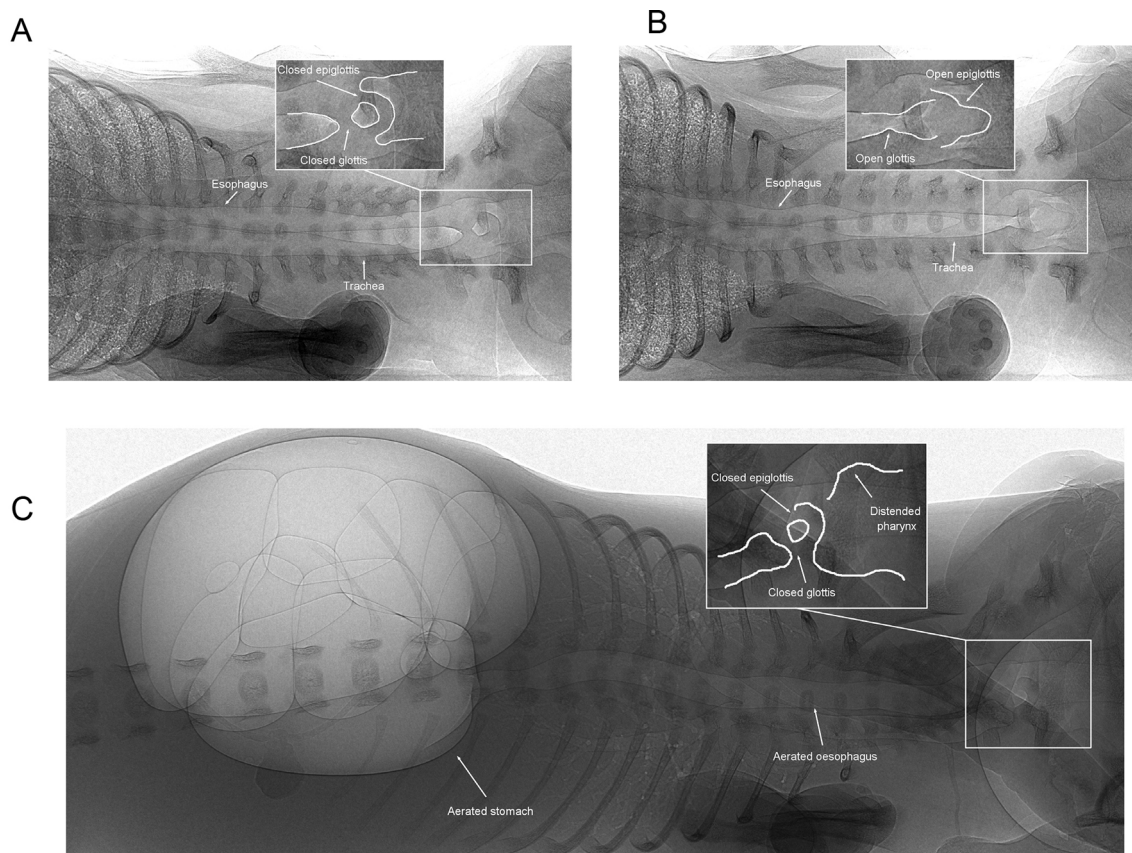 A
Closed epiglottis
Closed glottis
Esophagus
Trachea
B
Open epiglottis
Open glottis
Esophagus
Trachea
C
Closed epiglottis
Distended
pharynx
Closed glottis
Aerated oesophagus
Aerated stomach